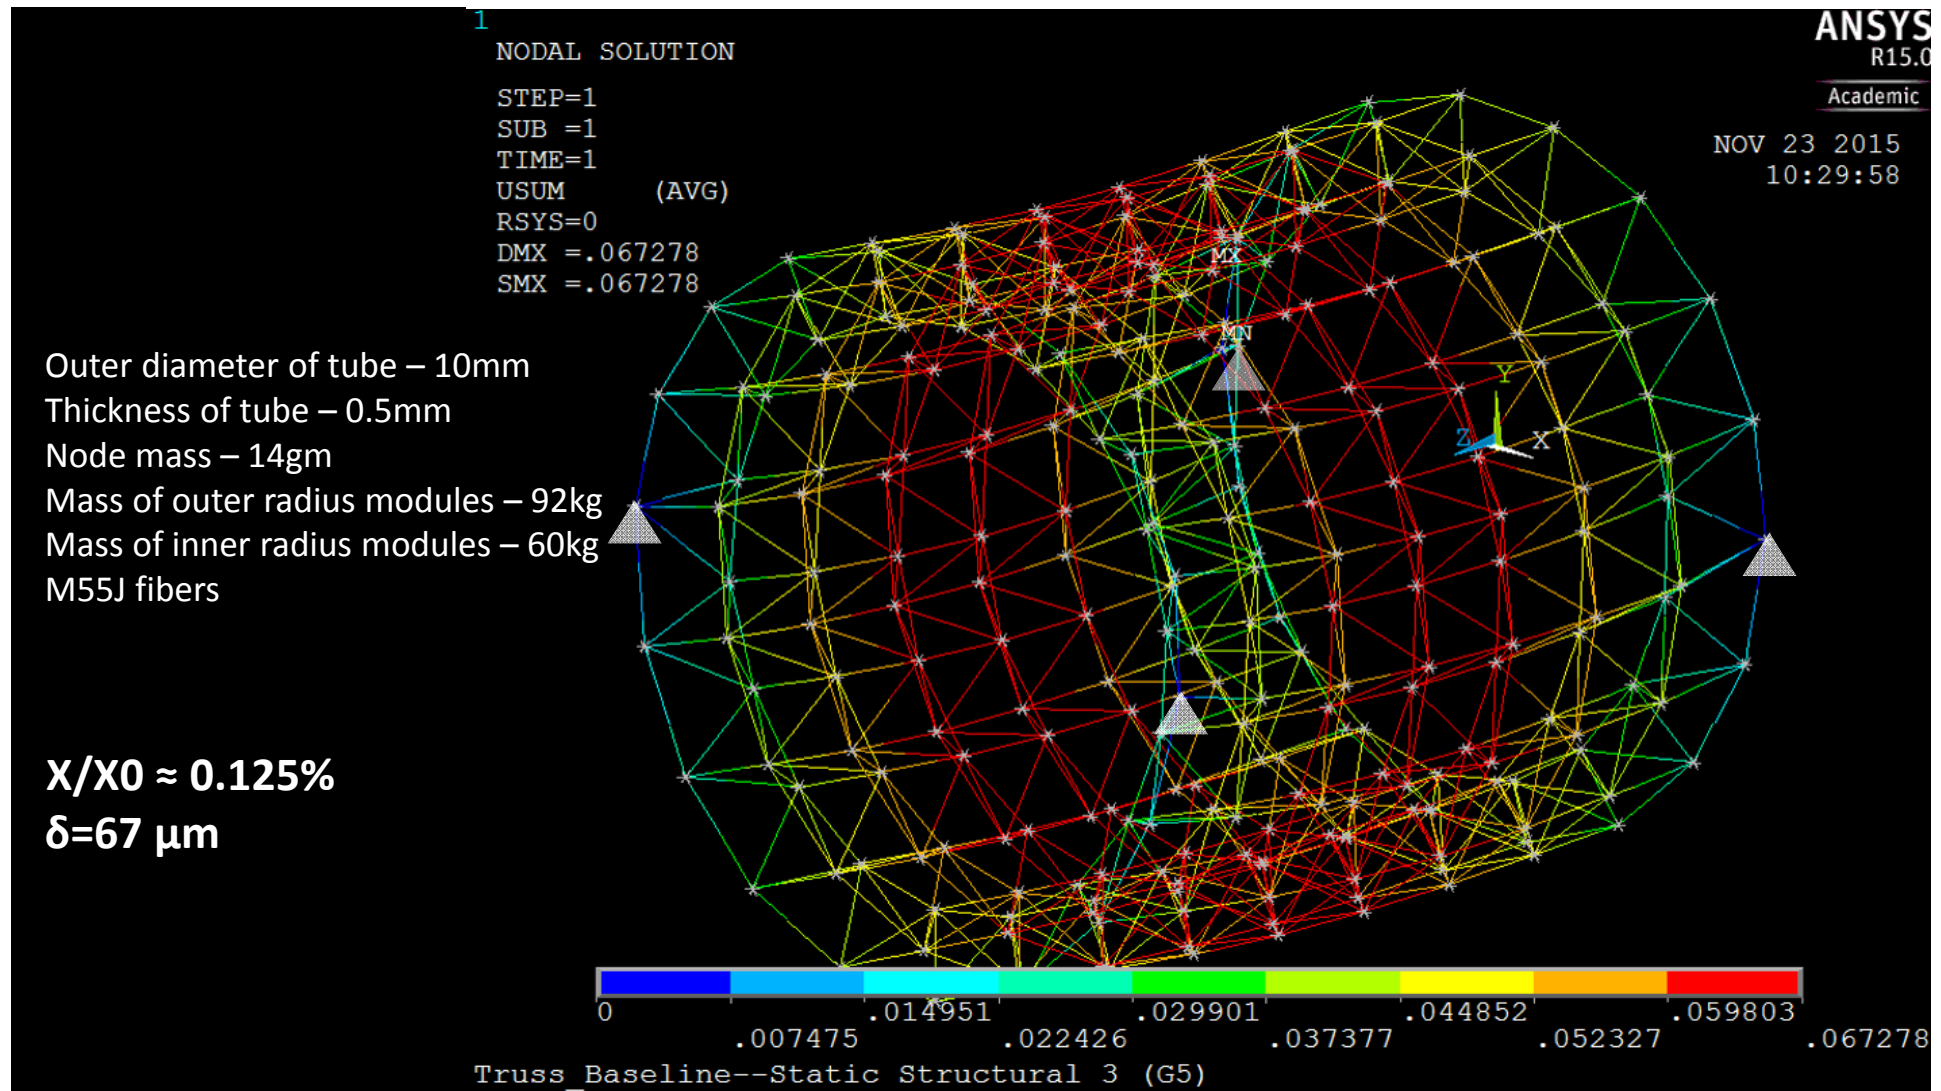 1
NODAL SOLUTION
STEP=1
SUB =1
TIME=1
USUM (AVG)
RSYS=0
DMX =.067278
SMX =.067278
ANSYS
R15.0
Academic
NOV 23 2015
10:29:58
MX
MN
Y
Z
X
Outer diameter of tube – 10mm
Thickness of tube – 0.5mm
Node mass – 14gm
Mass of outer radius modules – 92kg
Mass of inner radius modules – 60kg
M55J fibers
X/X0 ≈ 0.125%
δ=67 μm
0 .014951 .029901 .044852 .059803
.007475 .022426 .037377 .052327 .067278
Truss_Baseline--Static Structural 3 (G5)